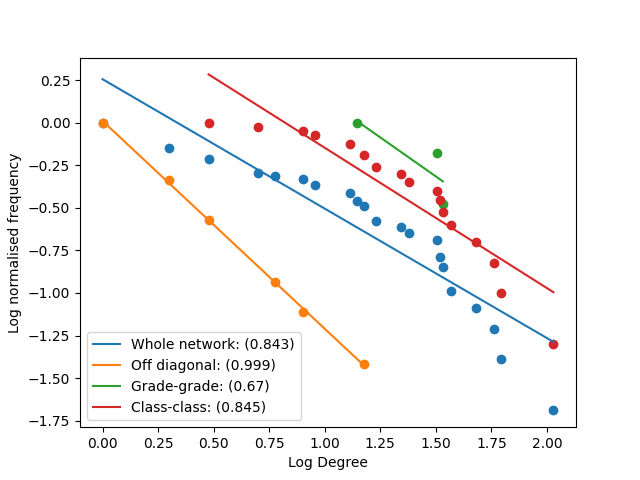 0.25
0.00
−0.25
−0.50
−0.75
−1.00
−1.25
−1.50
−1.75
Log normalised frequency
Whole network: (0.843)
Off diagonal: (0.999)
Grade-grade: (0.67)
Class-class: (0.845)
0.00 0.25 0.50 0.75 1.00 1.25 1.50 1.75 2.00
Log Degree